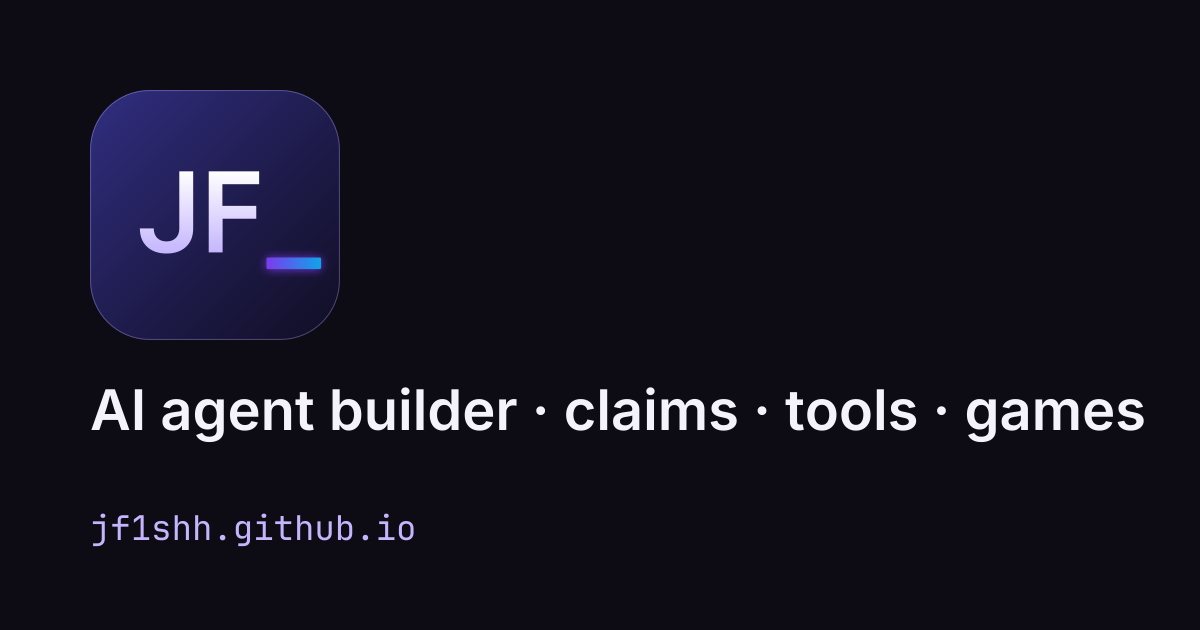 JF_
AI agent builder · claims · tools · games
jf1shh.github.io